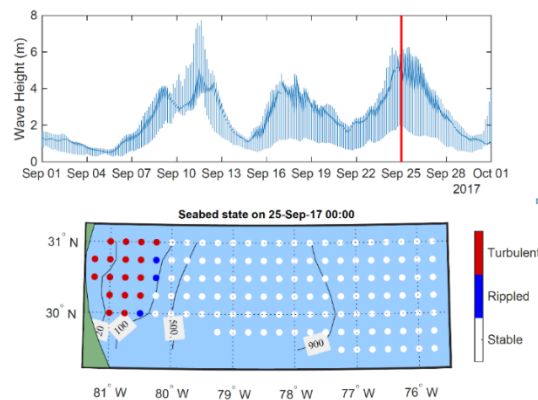 8
6
4
2
0
Wave Height (m)
Sep 01 Sep 04 Sep 07 Sep 10 Sep 13 Sep 16 Sep 19 Sep 22 Sep 25 Sep 28 Oct 01
2017
Seabed state on 25-Sep-17 00:00
31° N
30° N
20
100
500
900
81° W 80° W 79° W 78° W 77° W 76° W
Turbulent
Rippled
Stable